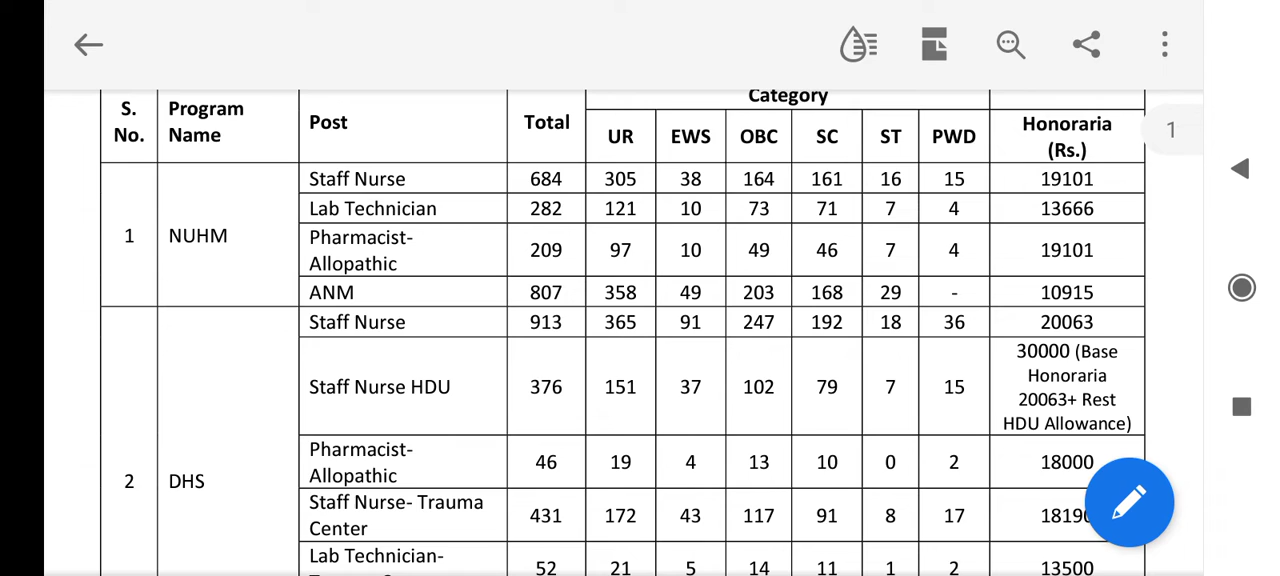 Category
S. No. Program Name Post Total UR EWS OBC SC ST PWD Honoraria (Rs.)
1
1 NUHM Staff Nurse 684 305 38 164 161 16 15 19101
Lab Technician 282 121 10 73 71 7 4 13666
Pharmacist- Allopathic 209 97 10 49 46 7 4 19101
ANM 807 358 49 203 168 29 - 10915
2 DHS Staff Nurse 913 365 91 247 192 18 36 20063
Staff Nurse HDU 376 151 37 102 79 7 15 30000 (Base Honoraria 20063+ Rest HDU Allowance)
Pharmacist- Allopathic 46 19 4 13 10 0 2 18000
Staff Nurse- Trauma Center 431 172 43 117 91 8 17
Lab Technician- 52 21 5 14 11 1 2 13500